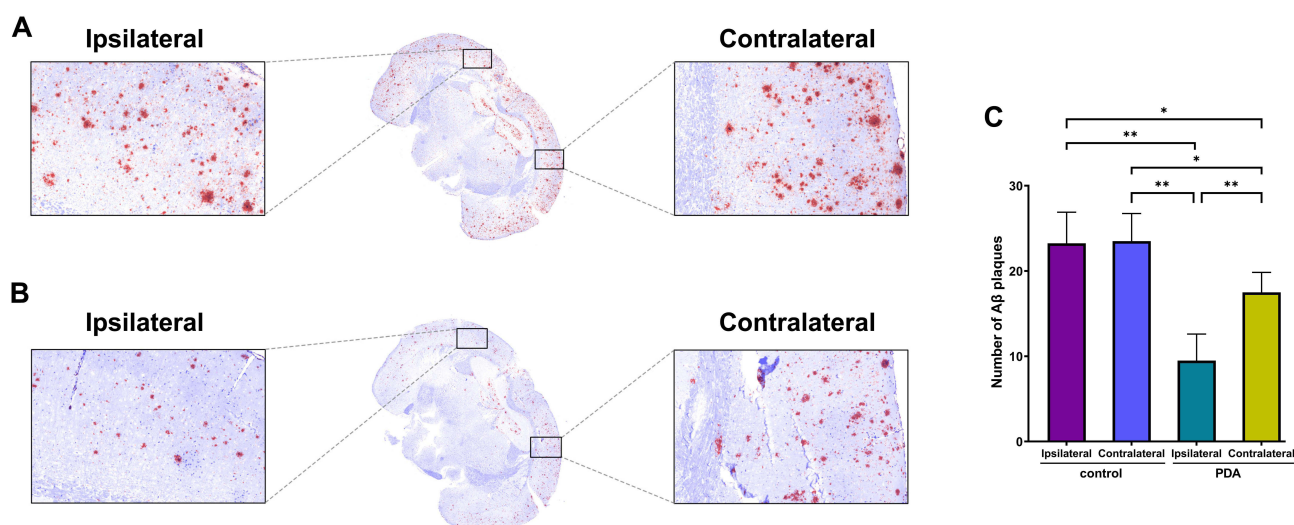 A
Ipsilateral
Contralateral
B
Ipsilateral
Contralateral
C
*
**
*
**
**
Number of Aβ plaques
30
20
10
0
Ipsilateral Contralateral Ipsilateral Contralateral
control PDA